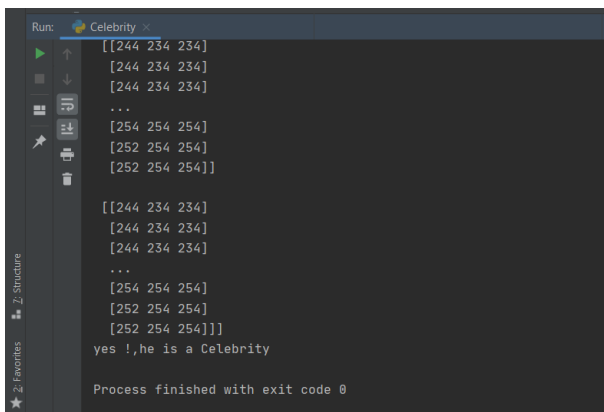 Run: Celebrity
[[244 234 234]
[244 234 234]
[244 234 234]
...
[254 254 254]
[252 254 254]
[252 254 254]]
[[244 234 234]
[244 234 234]
[244 234 234]
...
[254 254 254]
[252 254 254]
[252 254 254]]]
yes !,he is a Celebrity
Process finished with exit code 0
7: Structure
2: Favorites